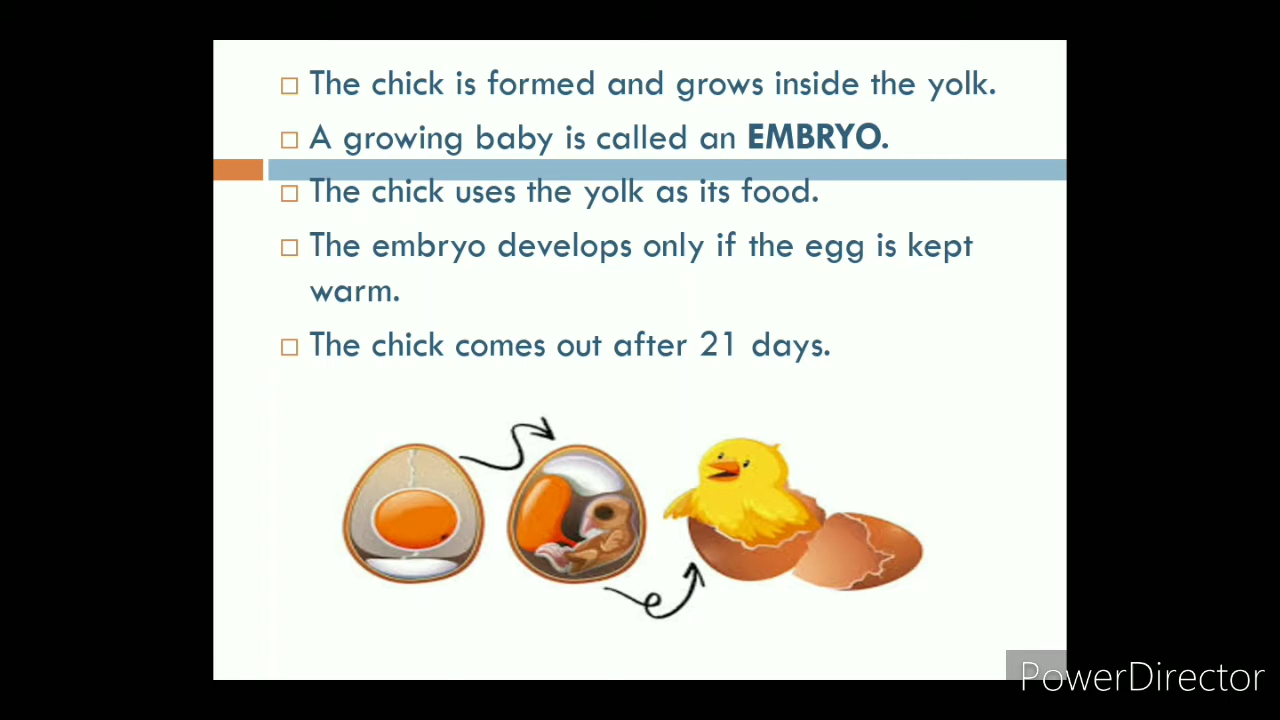 The chick is formed and grows inside the yolk.
A growing baby is called an EMBRYO.
The chick uses the yolk as its food.
The embryo develops only if the egg is kept
warm.
The chick comes out after 21 days.
PowerDirector